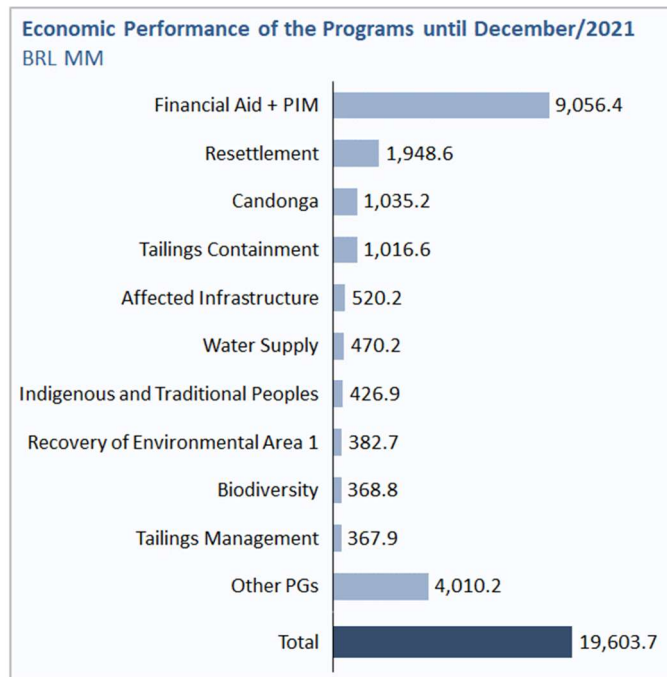 Economic Performance of the Programs until December/2021
BRL MM
Financial Aid + PIM 9,056.4
Resettlement 1,948.6
Candonga 1,035.2
Tailings Containment 1,016.6
Affected Infrastructure 520.2
Water Supply 470.2
Indigenous and Traditional Peoples 426.9
Recovery of Environmental Area 1 382.7
Biodiversity 368.8
Tailings Management 367.9
Other PGs 4,010.2
Total 19,603.7